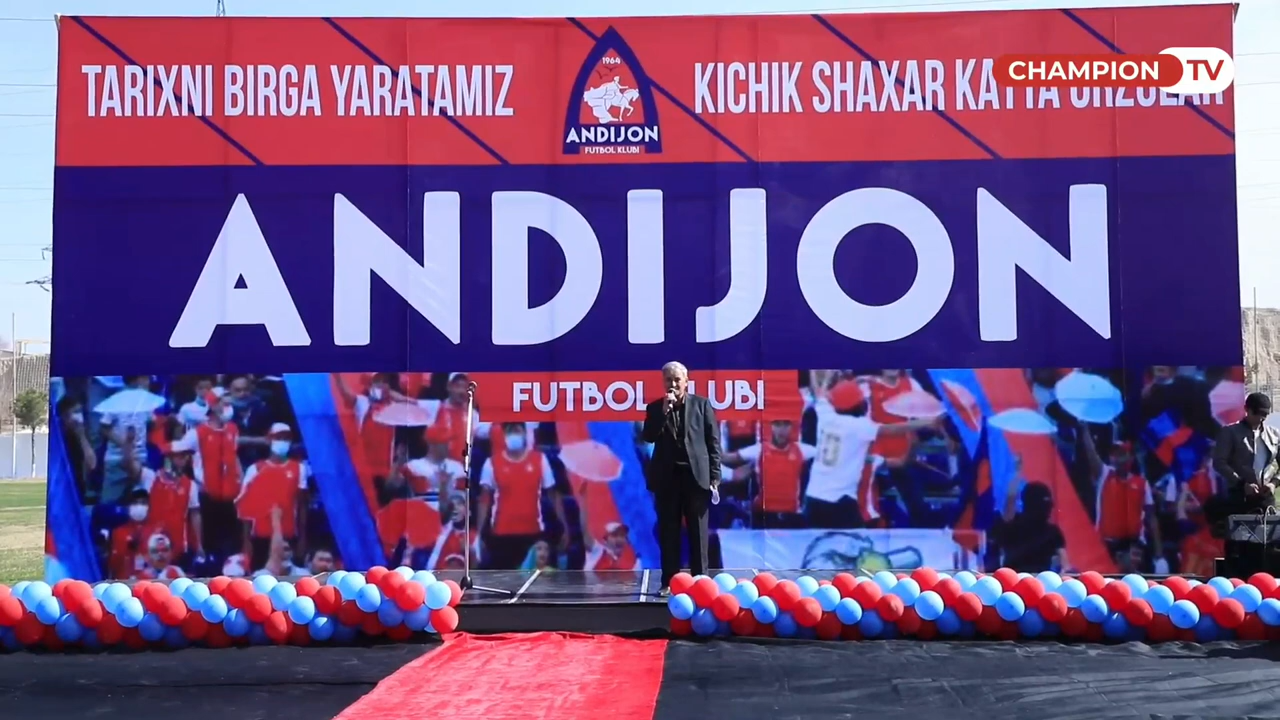 TARIXNI BIRGA YARATAMIZ
1964
ANDIJON
FUTBOL KLUBI
KICHIK SHAXAR KATTA
CHAMPION TV
ANDIJON
FUTBOL KLUBI